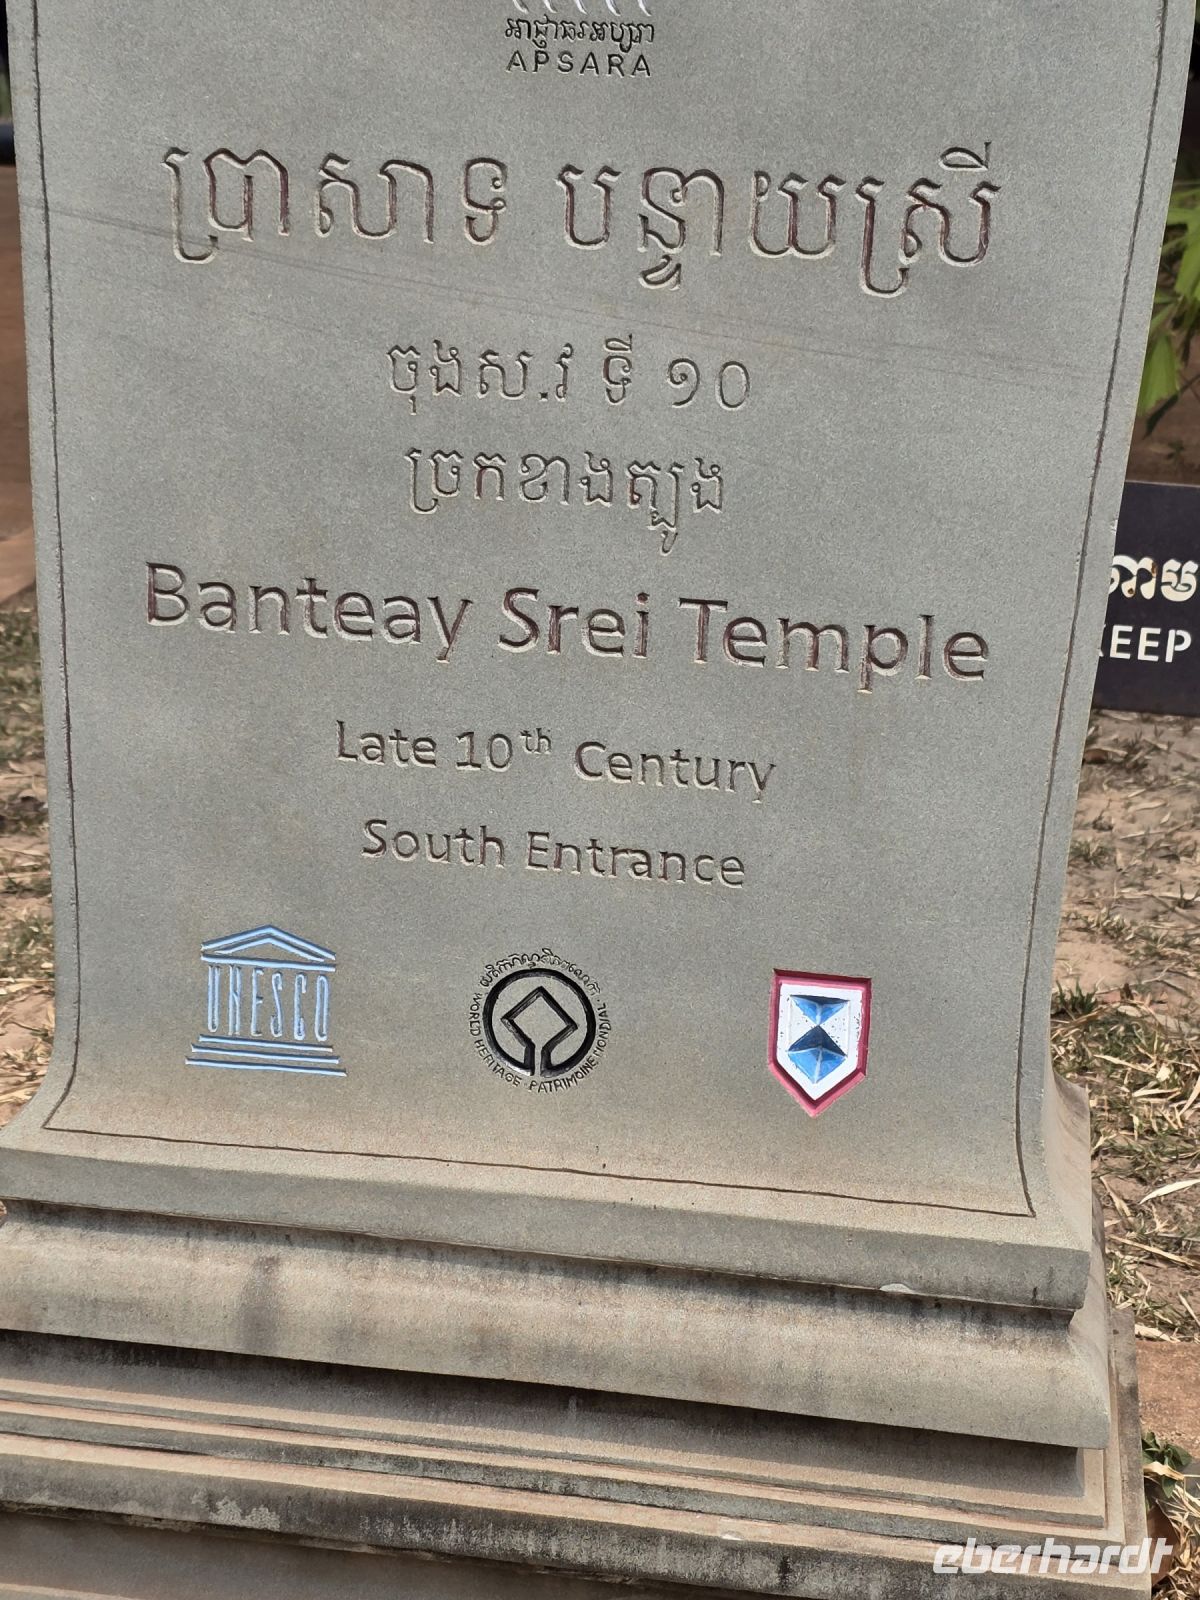 អាជ្ញាធរអប្សរា
APSARA
ប្រាសាទ បន្ទាយស្រី
ចុងស.វ ទី ១០
ច្រកខាងត្បូង
Banteay Srei Temple
Late 10th Century
South Entrance
UNESCO
WORLD HERITAGE · PATRIMOINE MONDIAL
KEEP
eberhardt